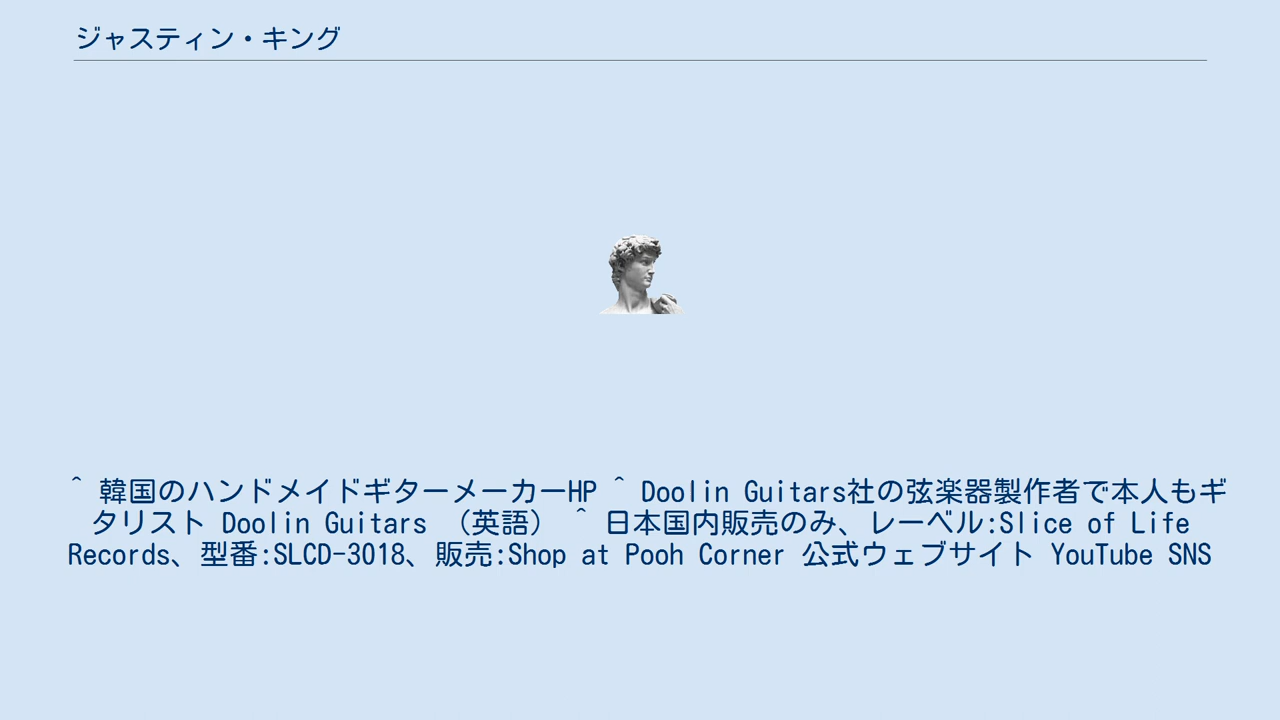 ジャスティン・キング
^ 韓国のハンドメイドギターメーカーHP ^ Doolin Guitars社の弦楽器製作者で本人もギ
タリスト Doolin Guitars （英語） ^ 日本国内販売のみ、レーベル:Slice of Life
Records、型番:SLCD-3018、販売:Shop at Pooh Corner 公式ウェブサイト YouTube SNS